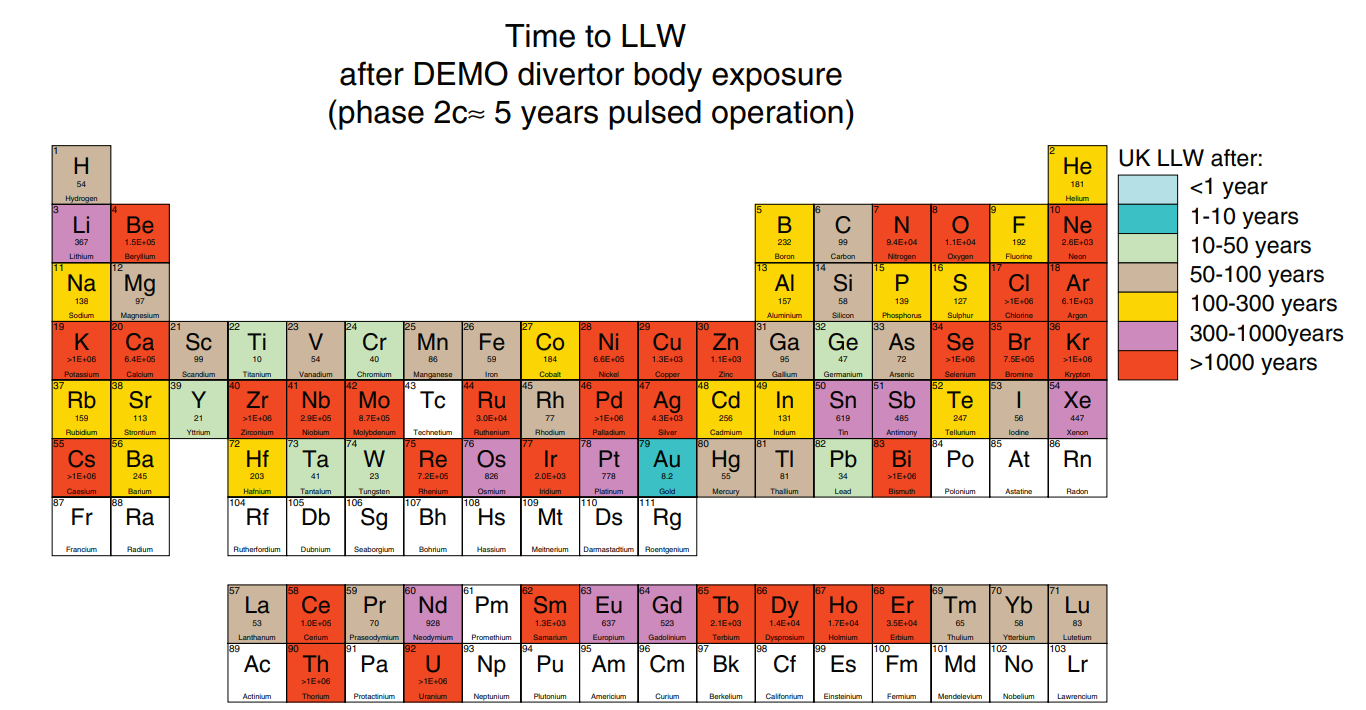 Time to LLW
after DEMO divertor body exposure
(phase 2c≈ 5 years pulsed operation)
UK LLW after:
<1 year
1-10 years
10-50 years
50-100 years
100-300 years
300-1000years
>1000 years
1 2
H He
54 181
Hydrogen Helium
3 4 5 6 7 8 9 10
Li Be B C N O F Ne
367 1.5E+05 232 99 9.4E+04 1.1E+04 192 2.6E+03
Lithium Beryllium Boron Carbon Nitrogen Oxygen Fluorine Neon
11 12 13 14 15 16 17 18
Na Mg Al Si P S Cl Ar
138 97 157 58 139 127 >1E+06 6.1E+03
Sodium Magnesium Aluminium Silicon Phosphorus Sulphur Chlorine Argon
19 20 21 22 23 24 25 26 27 28 29 30 31 32 33 34 35 36
K Ca Sc Ti V Cr Mn Fe Co Ni Cu Zn Ga Ge As Se Br Kr
>1E+06 6.4E+05 99 10 54 40 86 59 184 6.6E+05 1.3E+03 1.1E+03 95 47 72 >1E+06 7.5E+05 >1E+06
Potassium Calcium Scandium Titanium Vanadium Chromium Manganese Iron Cobalt Nickel Copper Zinc Gallium Germanium Arsenic Selenium Bromine Krypton
37 38 39 40 41 42 43 44 45 46 47 48 49 50 51 52 53 54
Rb Sr Y Zr Nb Mo Tc Ru Rh Pd Ag Cd In Sn Sb Te I Xe
159 113 21 >1E+06 2.9E+05 8.7E+05 3.0E+04 77 >1E+06 4.3E+03 256 131 619 485 247 56 447
Rubidium Strontium Yttrium Zirconium Niobium Molybdenum Technetium Ruthenium Rhodium Palladium Silver Cadmium Indium Tin Antimony Tellurium Iodine Xenon
55 56 72 73 74 75 76 77 78 79 80 81 82 83 84 85 86
Cs Ba Hf Ta W Re Os Ir Pt Au Hg Tl Pb Bi Po At Rn
>1E+06 245 203 41 23 7.2E+05 826 2.0E+03 778 8.2 55 81 34 >1E+06
Caesium Barium Hafnium Tantalum Tungsten Rhenium Osmium Iridium Platinum Gold Mercury Thallium Lead Bismuth Polonium Astatine Radon
87 88 104 105 106 107 108 109 110 111
Fr Ra Rf Db Sg Bh Hs Mt Ds Rg
Francium Radium Rutherfordium Dubnium Seaborgium Bohrium Hassium Meitnerium Darmastadtium Roentgenium
57 58 59 60 61 62 63 64 65 66 67 68 69 70 71
La Ce Pr Nd Pm Sm Eu Gd Tb Dy Ho Er Tm Yb Lu
53 1.0E+05 70 928 1.3E+03 637 523 2.1E+03 1.4E+04 1.7E+04 3.5E+04 65 58 83
Lanthanum Cerium Praseodymium Neodymium Promethium Samarium Europium Gadolinium Terbium Dysprosium Holmium Erbium Thulium Ytterbium Lutetium
89 90 91 92 93 94 95 96 97 98 99 100 101 102 103
Ac Th Pa U Np Pu Am Cm Bk Cf Es Fm Md No Lr
>1E+06 >1E+06
Actinium Thorium Protactinium Uranium Neptunium Plutonium Americium Curium Berkelium Califonrium Einsteinium Fermium Mendelevium Nobelium Lawrencium